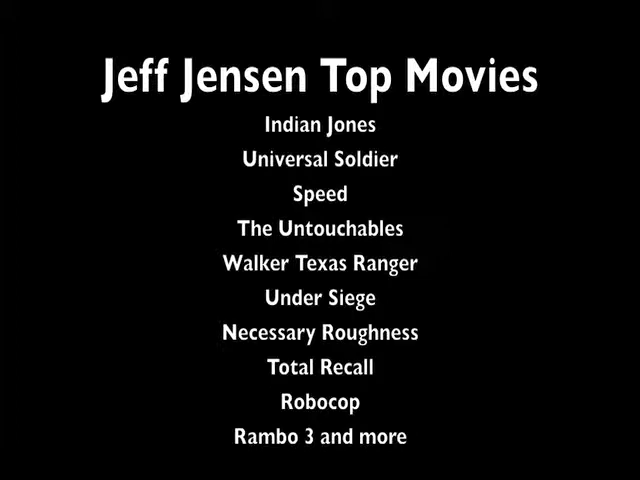 Jeff Jensen Top Movies
Indian Jones
Universal Soldier
Speed
The Untouchables
Walker Texas Ranger
Under Siege
Necessary Roughness
Total Recall
Robocop
Rambo 3 and more